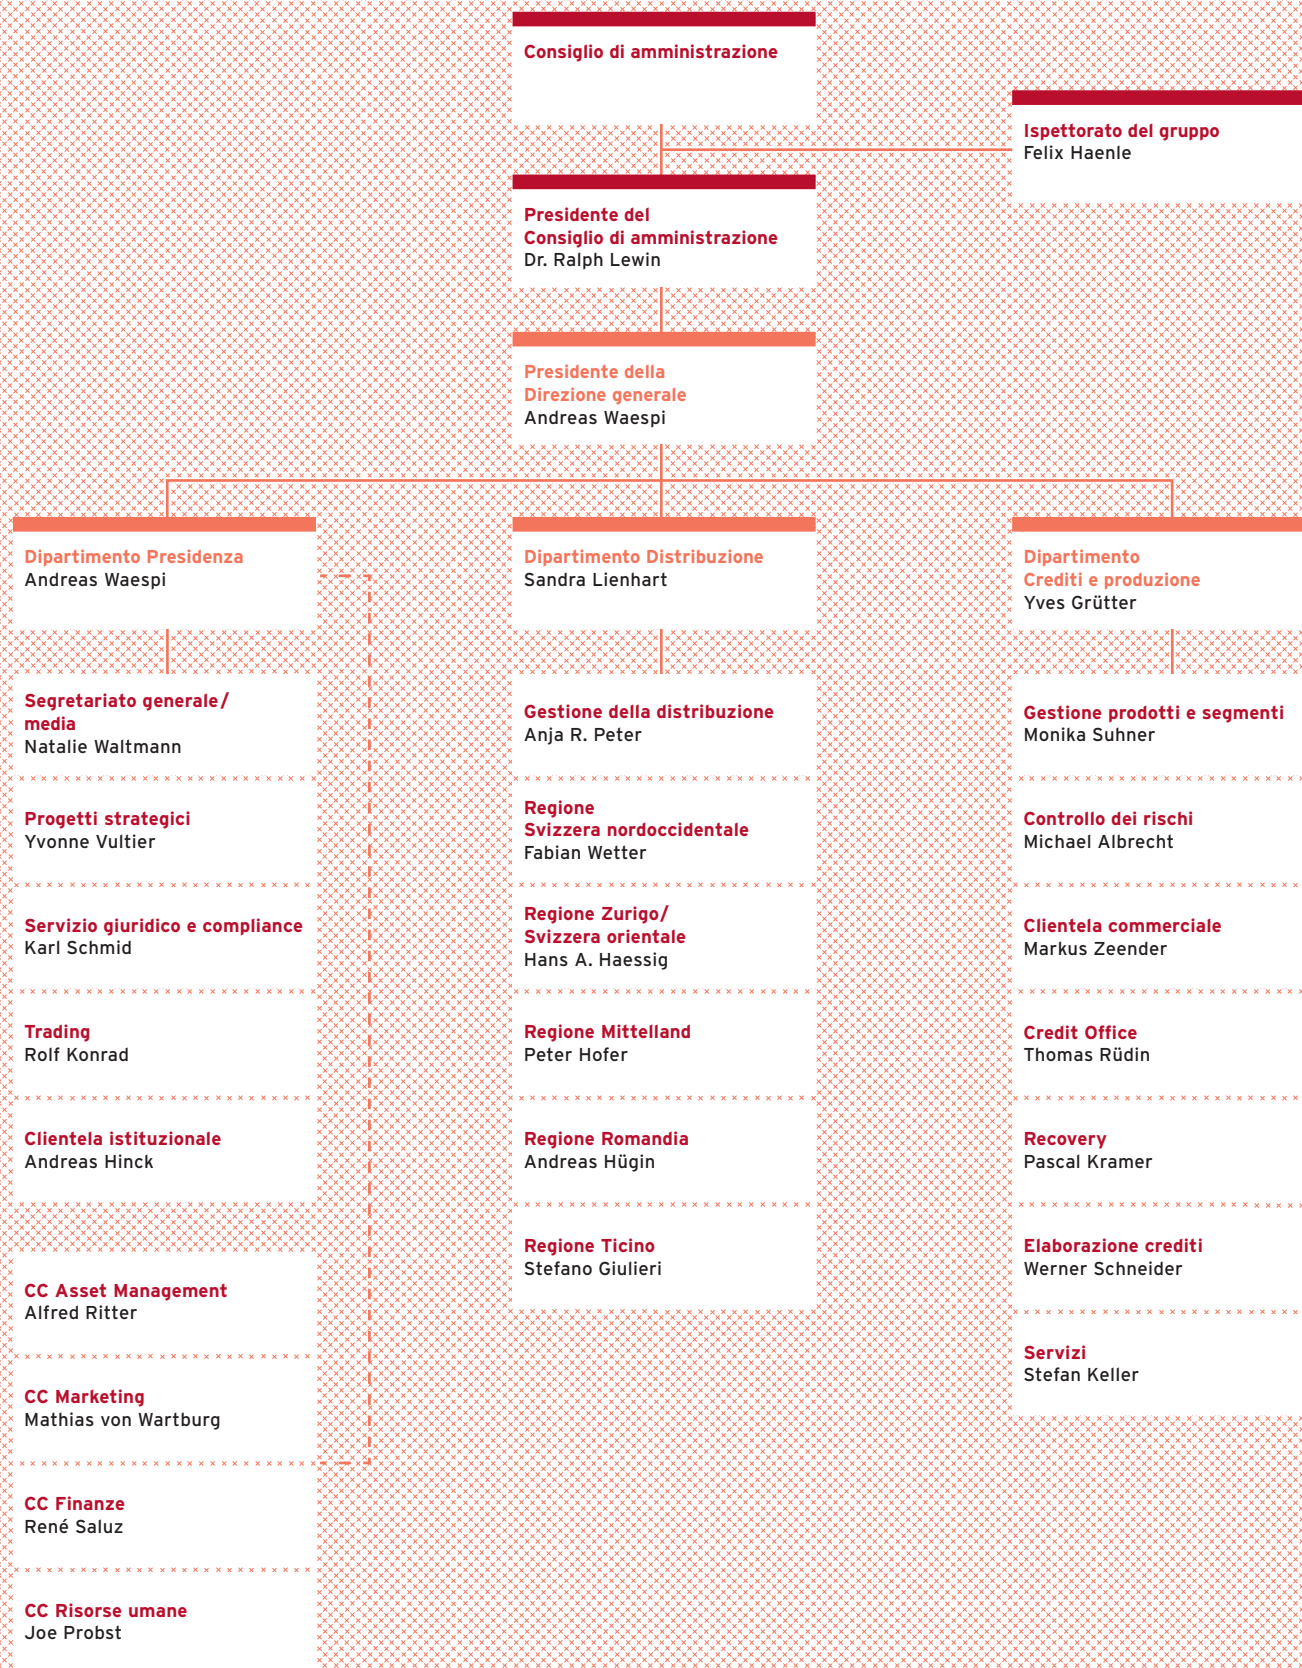 Consiglio di amministrazione
Ispettorato del gruppo
Felix Haenle
Presidente del
Consiglio di amministrazione
Dr. Ralph Lewin
Presidente della
Direzione generale
Andreas Waespi
Dipartimento Presidenza
Andreas Waespi
Dipartimento Distribuzione
Sandra Lienhart
Dipartimento
Crediti e produzione
Yves Grütter
Segretariato generale/
media
Natalie Waltmann
Progetti strategici
Yvonne Vultier
Servizio giuridico e compliance
Karl Schmid
Trading
Rolf Konrad
Clientela istituzionale
Andreas Hinck
CC Asset Management
Alfred Ritter
CC Marketing
Mathias von Wartburg
CC Finanze
René Saluz
CC Risorse umane
Joe Probst
Gestione della distribuzione
Anja R. Peter
Regione
Svizzera nordoccidentale
Fabian Wetter
Regione Zurigo/
Svizzera orientale
Hans A. Haessig
Regione Mittelland
Peter Hofer
Regione Romandia
Andreas Hügin
Regione Ticino
Stefano Giulieri
Gestione prodotti e segmenti
Monika Suhner
Controllo dei rischi
Michael Albrecht
Clientela commerciale
Markus Zeender
Credit Office
Thomas Rüdin
Recovery
Pascal Kramer
Elaborazione crediti
Werner Schneider
Servizi
Stefan Keller